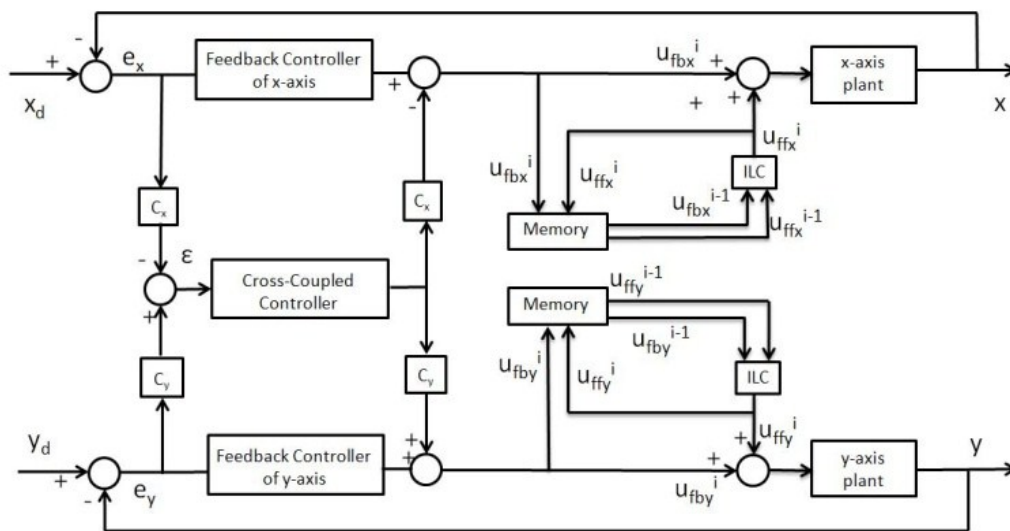 -
+
x_d
e_x
Feedback Controller
of x-axis
+
-
u_fbx^i
+
+
+
x-axis
plant
x
u_ffx^i
u_fbx^i
u_ffx^i
ILC
C_x
C_x
u_fbx^i-1
Memory
u_ffx^i-1
-
ε
+
Cross-Coupled
Controller
Memory
u_ffy^i-1
u_fby^i-1
C_y
C_y
u_fby^i
u_ffy^i
ILC
y_d
+
-
e_y
Feedback Controller
of y-axis
+
+
+
+
u_ffy^i
u_fby^i
y-axis
plant
y